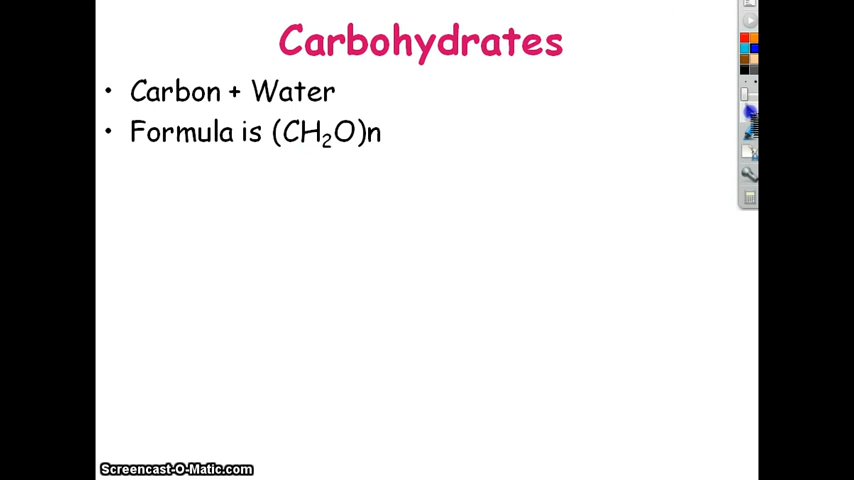 Carbohydrates
• Carbon + Water
• Formula is (CH₂O)n
Screencast-O-Matic.com